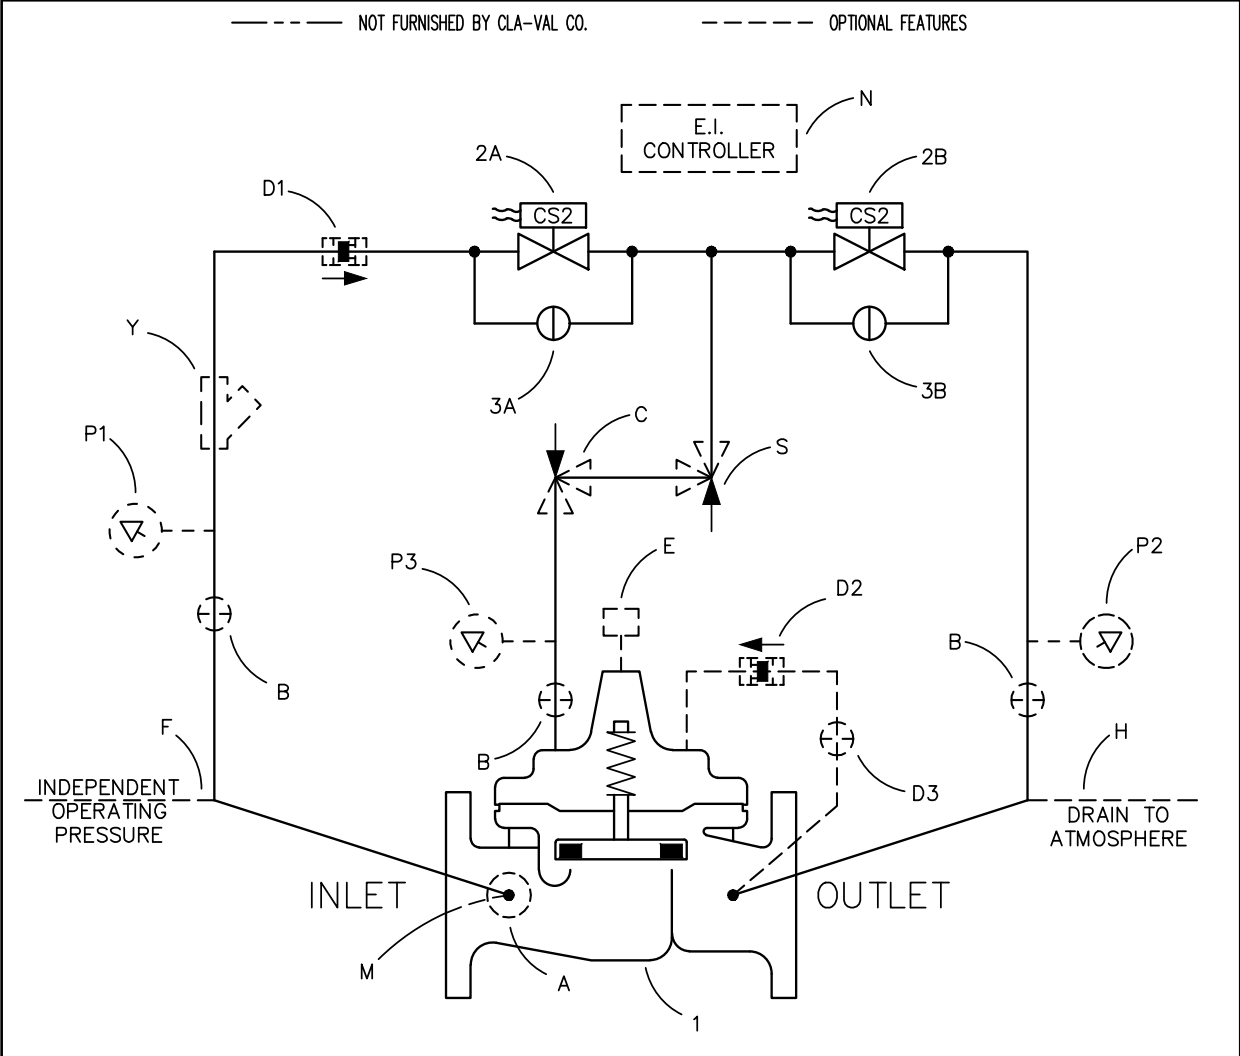 NOT FURNISHED BY CLA-VAL CO.
OPTIONAL FEATURES
N
E.I.
CONTROLLER
2A
2B
D1
CS2
CS2
Y
3A
3B
C
S
P1
P3
E
P2
D2
B
B
F
B
H
INDEPENDENT
OPERATING
PRESSURE
D3
DRAIN TO
ATMOSPHERE
INLET
OUTLET
M
A
1